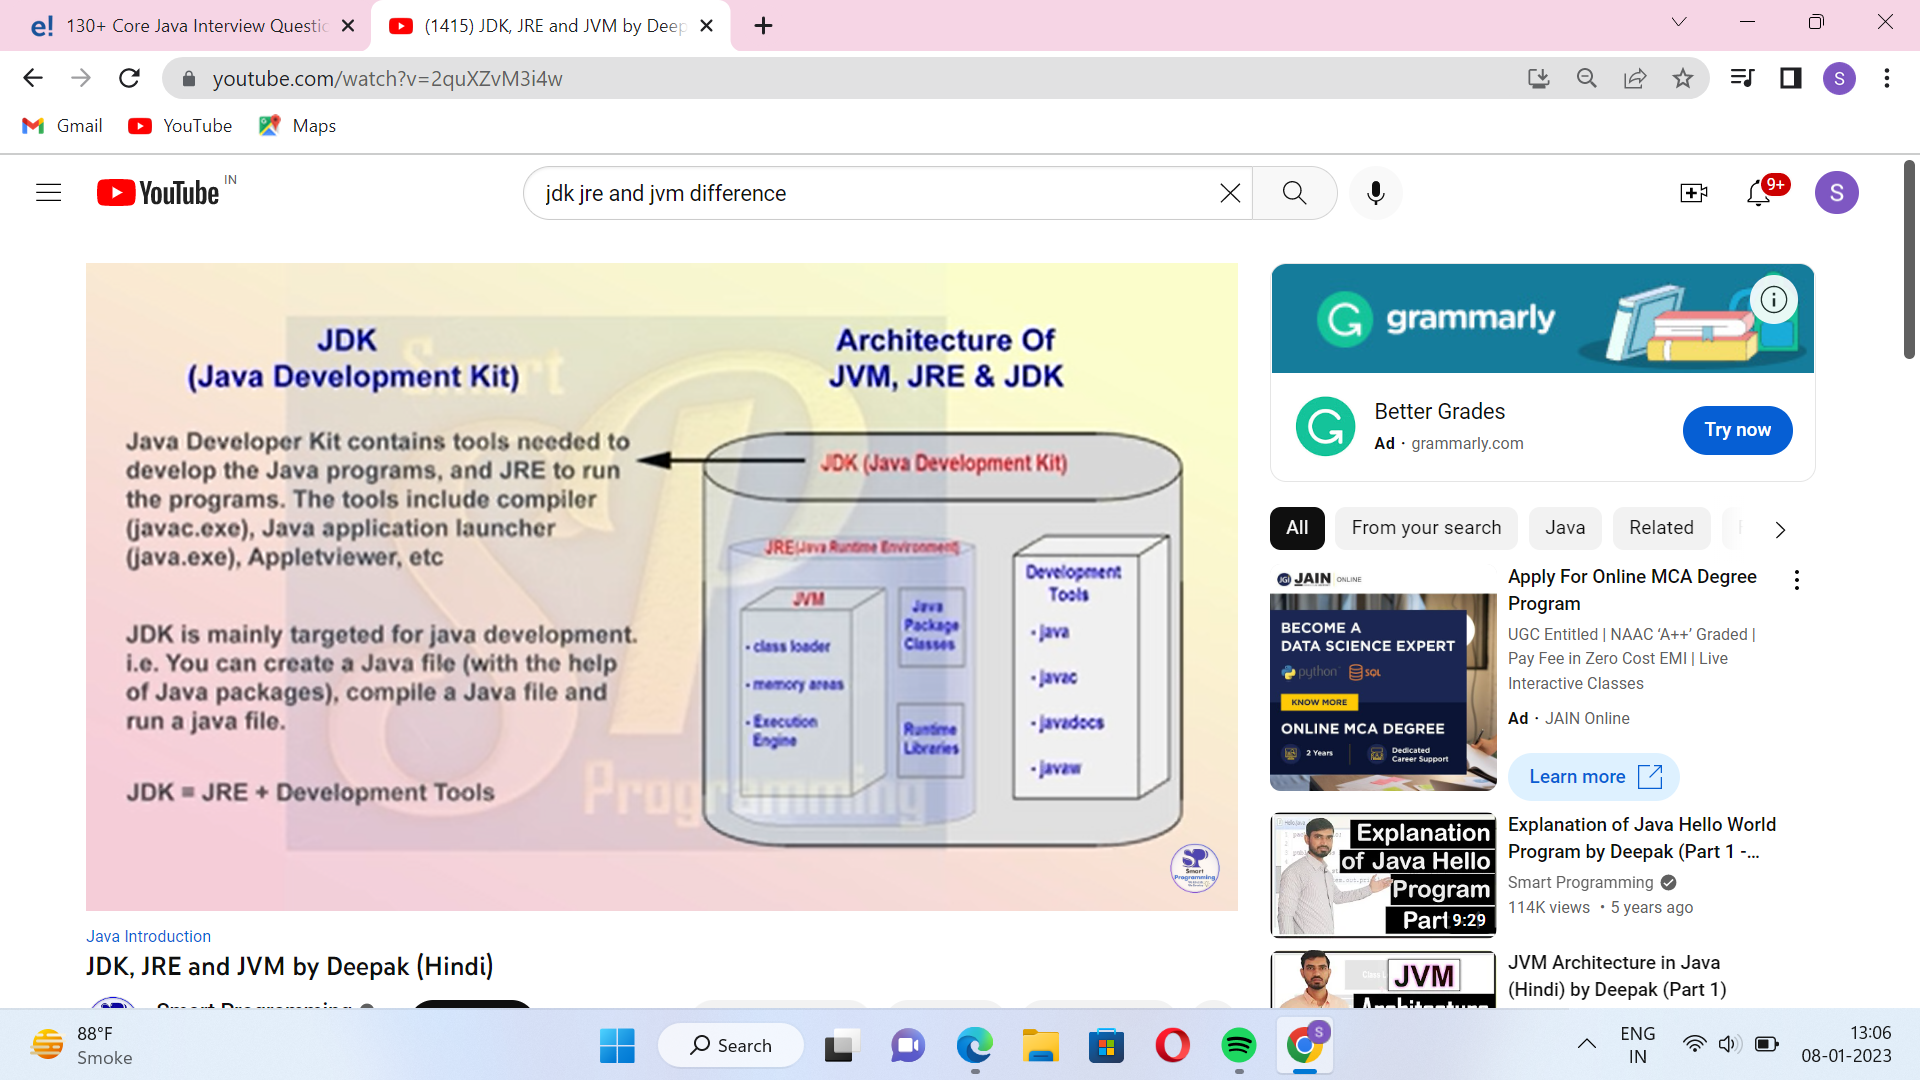 130+ Core Java Interview Questic
(1415) JDK, JRE and JVM by Deep
youtube.com/watch?v=2quXZvM3i4w
S
Gmail
YouTube
Maps
YouTube IN
jdk jre and jvm difference
9+
S
JDK
(Java Development Kit)
Java Developer Kit contains tools needed to
develop the Java programs, and JRE to run
the programs. The tools include compiler
(javac.exe), Java application launcher
(java.exe), Appletviewer, etc
JDK is mainly targeted for java development.
i.e. You can create a Java file (with the help
of Java packages), compile a Java file and
run a java file.
JDK = JRE + Development Tools
Smart
Programming
Architecture Of
JVM, JRE & JDK
JDK (Java Development Kit)
JRE(Java Runtime Environment)
JVM
- class loader
- memory areas
- Execution
Engine
Java
Package
Classes
Runtime
Libraries
Development
Tools
- java
- javac
- javadocs
- javaw
SP
Smart
Programming
Java Introduction
JDK, JRE and JVM by Deepak (Hindi)
Smart Programming
grammarly
Better Grades
Ad · grammarly.com
Try now
All
From your search
Java
Related
JGI JAIN ONLINE
BECOME A
DATA SCIENCE EXPERT
python
SQL
KNOW MORE
ONLINE MCA DEGREE
2 Years
Dedicated
Career Support
Apply For Online MCA Degree
Program
UGC Entitled | NAAC ‘A++’ Graded |
Pay Fee in Zero Cost EMI | Live
Interactive Classes
Ad · JAIN Online
Learn more
Explanation
of Java Hello
Program
Part
9:29
Explanation of Java Hello World
Program by Deepak (Part 1 -...
Smart Programming
114K views • 5 years ago
JVM
Architecture
JVM Architecture in Java
(Hindi) by Deepak (Part 1)
88°F
Smoke
Search
S
ENG
IN
13:06
08-01-2023